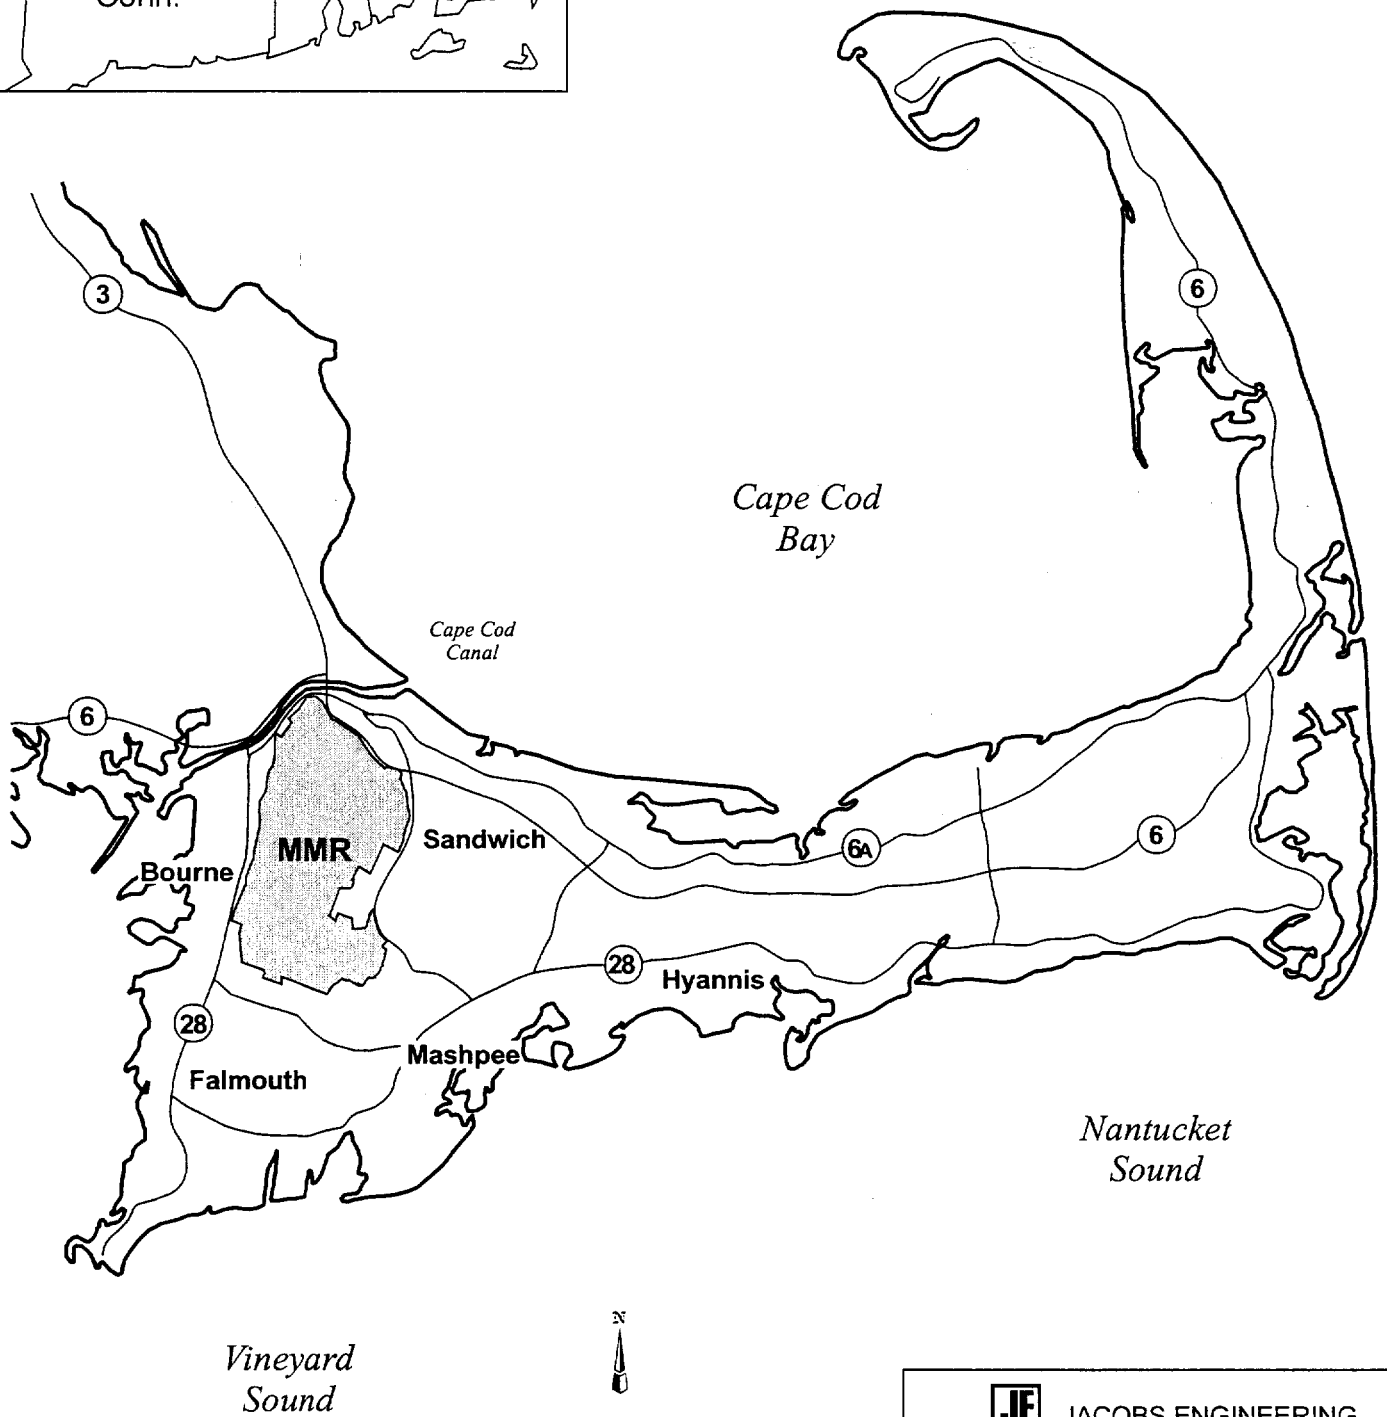 Conn.
3
6
Cape Cod
Bay
Cape Cod
Canal
6
MMR
Sandwich
6A
6
Bourne
28
Hyannis
28
Mashpee
Falmouth
Nantucket
Sound
N
Vineyard
Sound
JE
JACOBS ENGINEERING